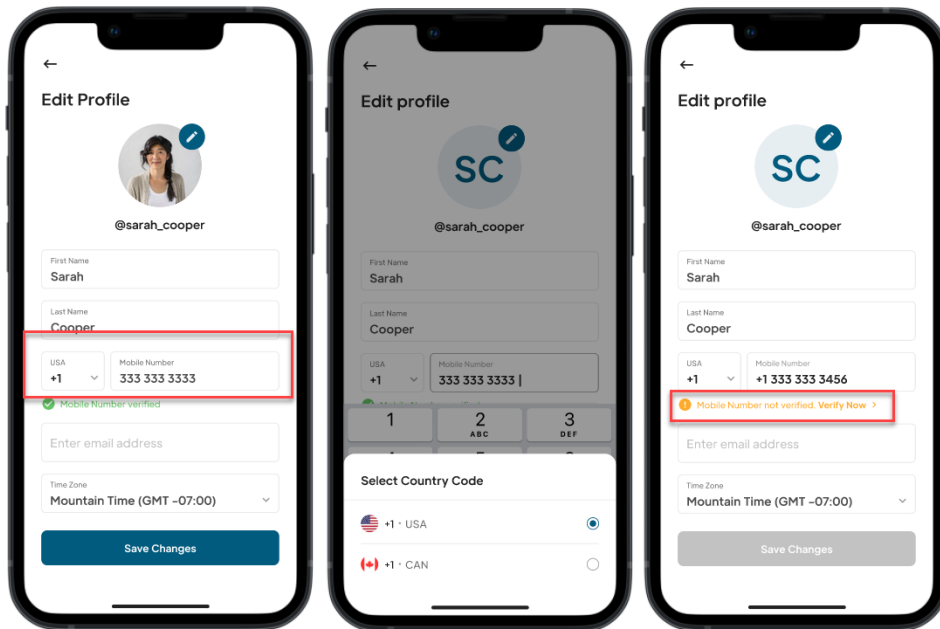 Edit Profile
@sarah_cooper
First Name
Sarah
Last Name
Cooper
USA
+1
Mobile Number
333 333 3333
Mobile Number verified
Enter email address
Time Zone
Mountain Time (GMT -07:00)
Save Changes
Edit profile
SC
@sarah_cooper
First Name
Sarah
Last Name
Cooper
USA
+1
Mobile Number
333 333 3333
1
2
ABC
3
DEF
Select Country Code
+1 · USA
+1 · CAN
Edit profile
SC
@sarah_cooper
First Name
Sarah
Last Name
Cooper
USA
+1
Mobile Number
+1 333 333 3456
Mobile Number not verified. Verify Now >
Enter email address
Time Zone
Mountain Time (GMT -07:00)
Save Changes